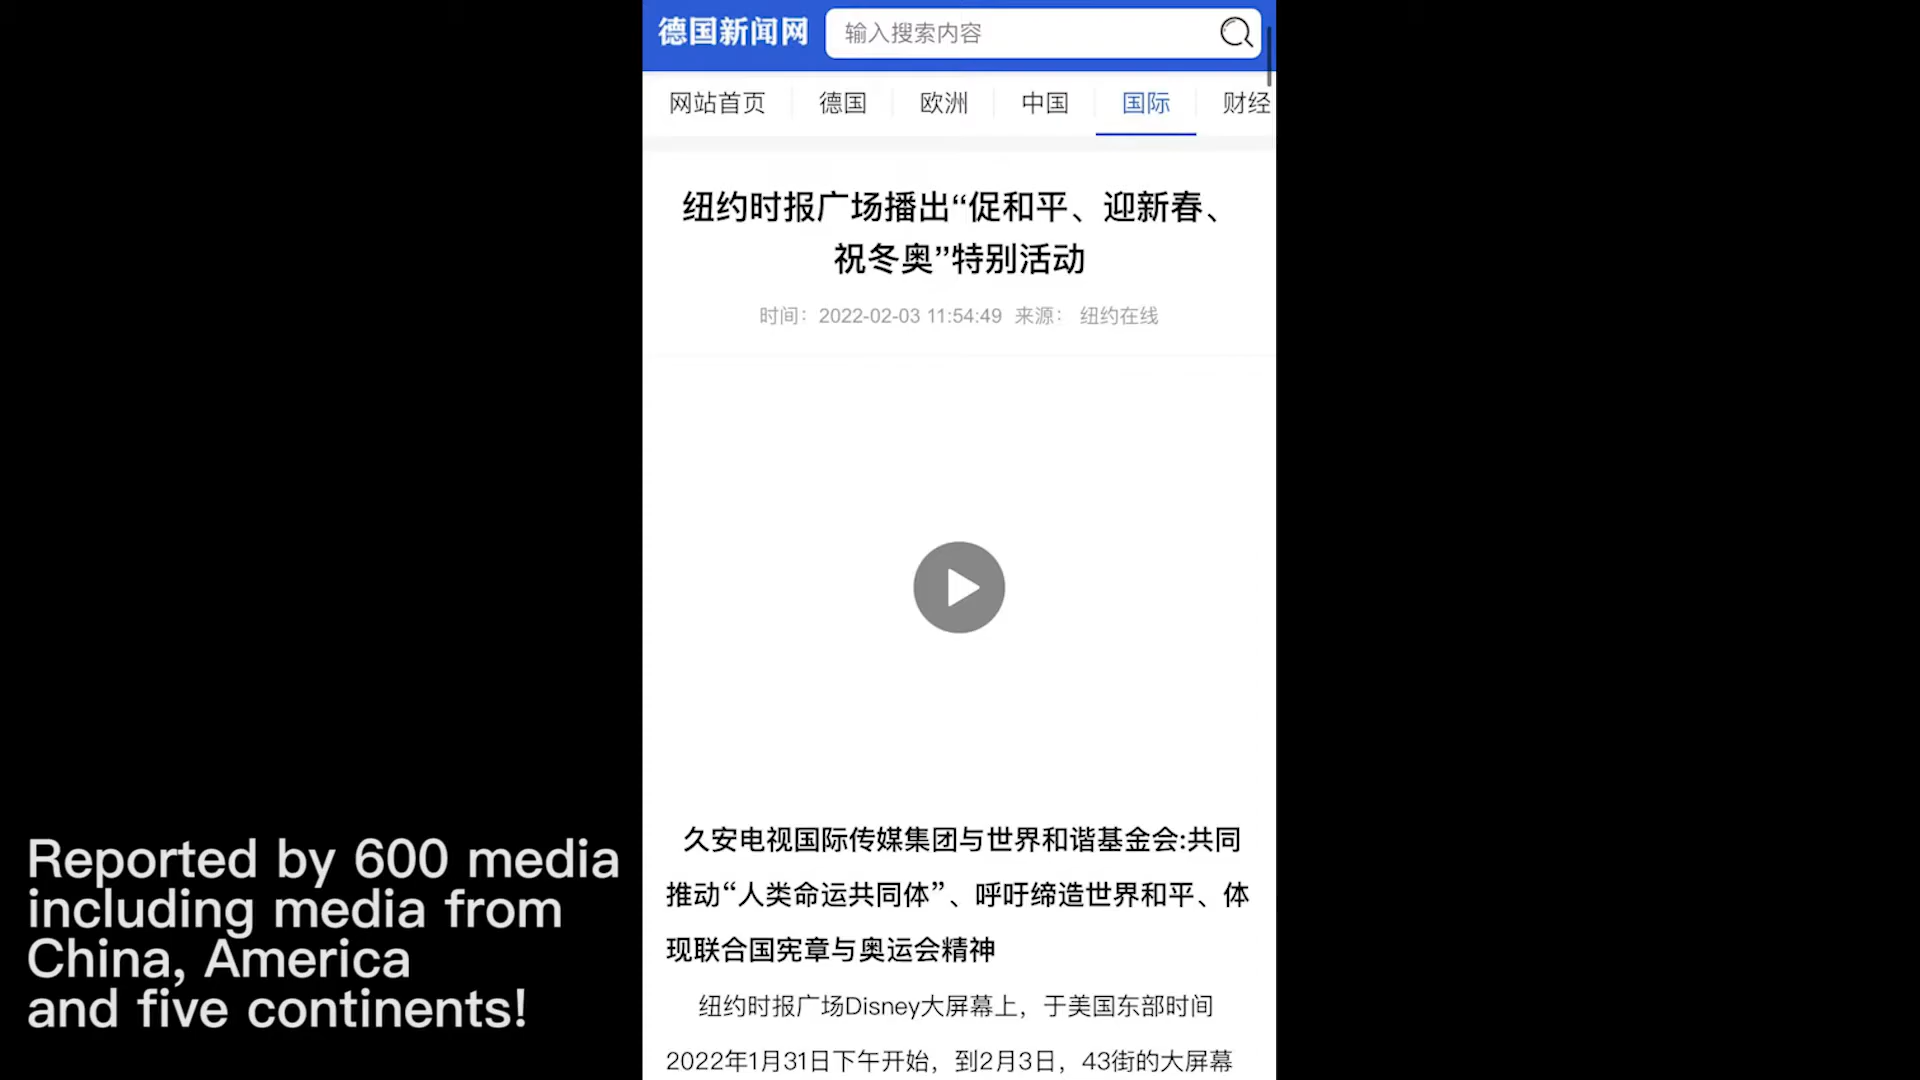 德国新闻网
输入搜索内容
网站首页 德国 欧洲 中国 国际 财经
纽约时报广场播出“促和平、迎新春、
祝冬奥”特别活动
时间：2022-02-03 11:54:49 来源： 纽约在线
久安电视国际传媒集团与世界和谐基金会:共同
推动“人类命运共同体”、呼吁缔造世界和平、体
现联合国宪章与奥运会精神
纽约时报广场Disney大屏幕上，于美国东部时间
2022年1月31日下午开始，到2月3日，43街的大屏幕
Reported by 600 media
including media from
China, America
and five continents!